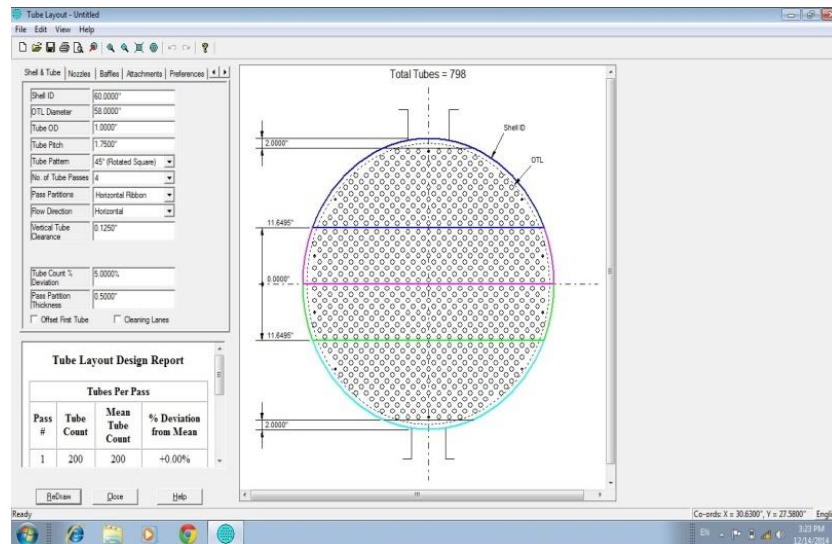 Tube Layout - Untitled
File Edit View Help
Shell & Tube Nozzles Baffles Attachments Preferences
Shell ID 60.0000"
OTL Diameter 58.0000"
Tube OD 1.0000"
Tube Pitch 1.7500"
Tube Pattern 45° (Rotated Square)
No. of Tube Passes 4
Pass Partitions Horizontal Ribbon
Flow Direction Horizontal
Vertical Tube Clearance 0.1250"
Tube Count % Deviation 5.0000%
Pass Partition Thickness 0.5000"
Offset First Tube Cleaning Lanes
Tube Layout Design Report
Tubes Per Pass
Pass # Tube Count Mean Tube Count % Deviation from Mean
1 200 200 +0.00%
ReDraw Close Help
Total Tubes = 798
Shell ID
OTL
2.0000"
11.6495"
0.0000"
11.6495"
2.0000"
Ready
Co-ords: X = 30.6300", Y = 27.5800" Engli
EN
3:23 PM
12/14/2014